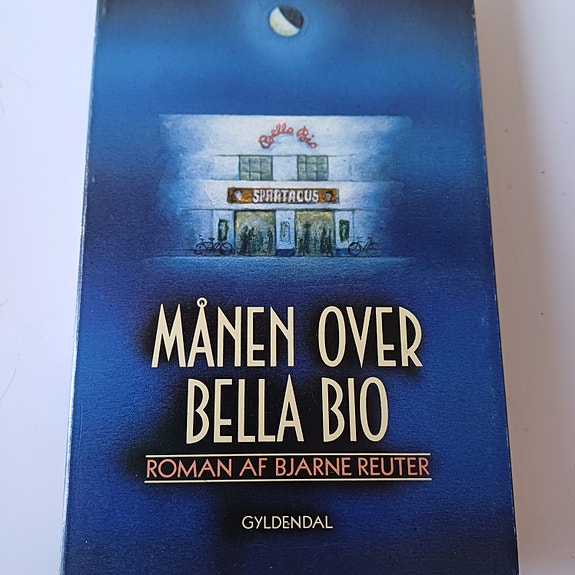 Bella Bio
SPARTACUS
MÅNEN OVER
BELLA BIO
ROMAN AF BJARNE REUTER
GYLDENDAL